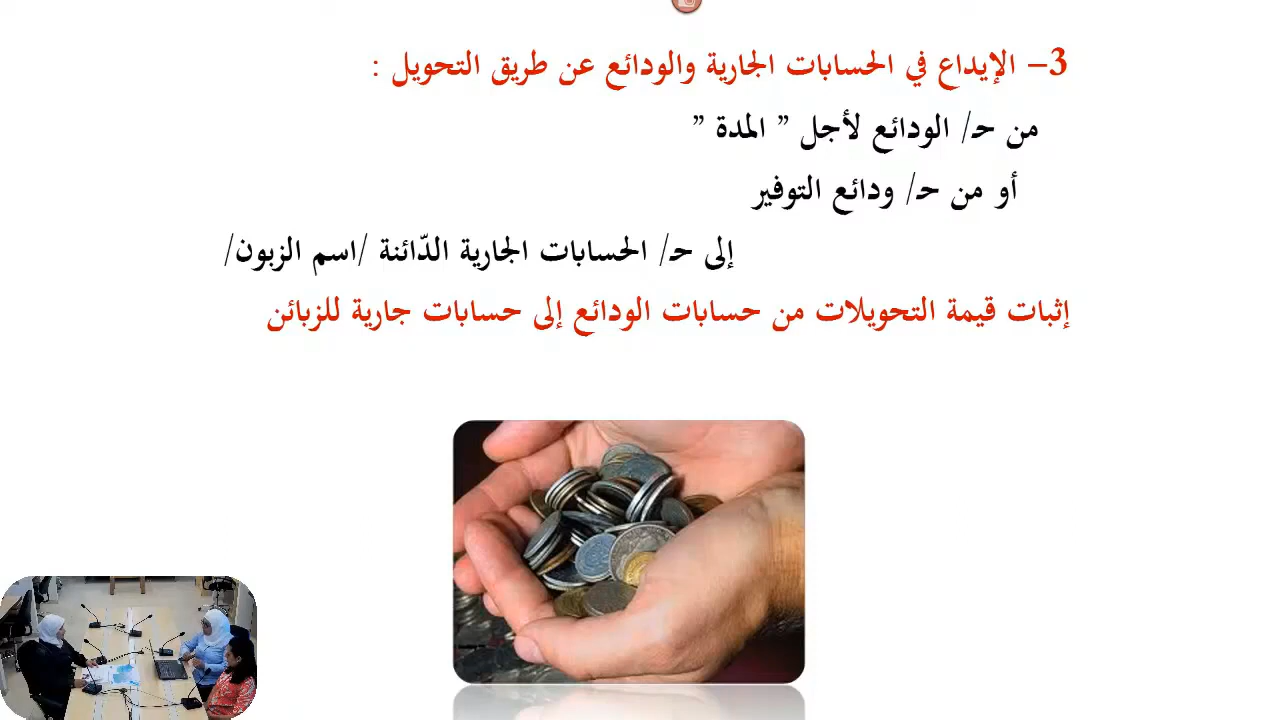 3- الإيداع في الحسابات الجارية والودائع عن طريق التحويل :
من حـ/ الودائع لأجل ” المدة ”
أو من حـ/ ودائع التوفير
إلى حـ/ الحسابات الجارية الدّائنة /اسم الزبون/
إثبات قيمة التحويلات من حسابات الودائع إلى حسابات جارية للزبائن